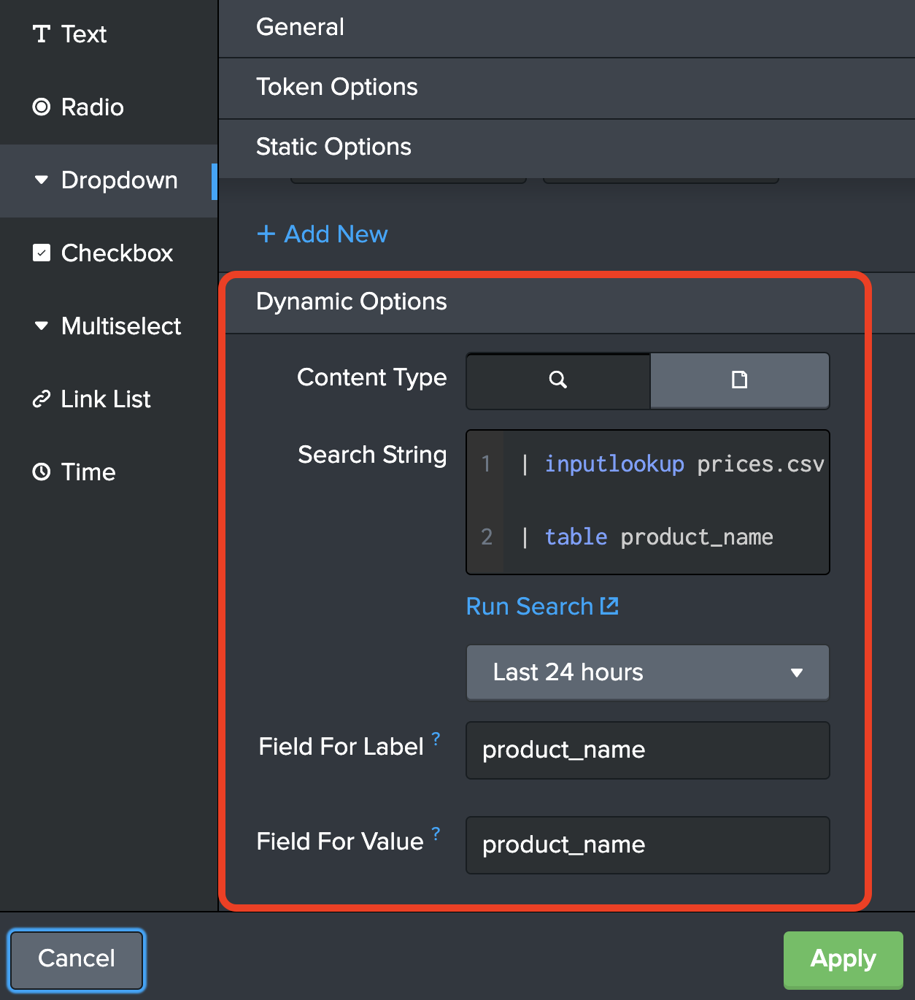 Text
Radio
Dropdown
Checkbox
Multiselect
Link List
Time
General
Token Options
Static Options
+ Add New
Dynamic Options
Content Type
Search String
1 | inputlookup prices.csv
2 | table product_name
Run Search
Last 24 hours
Field For Label ?
product_name
Field For Value ?
product_name
Cancel
Apply